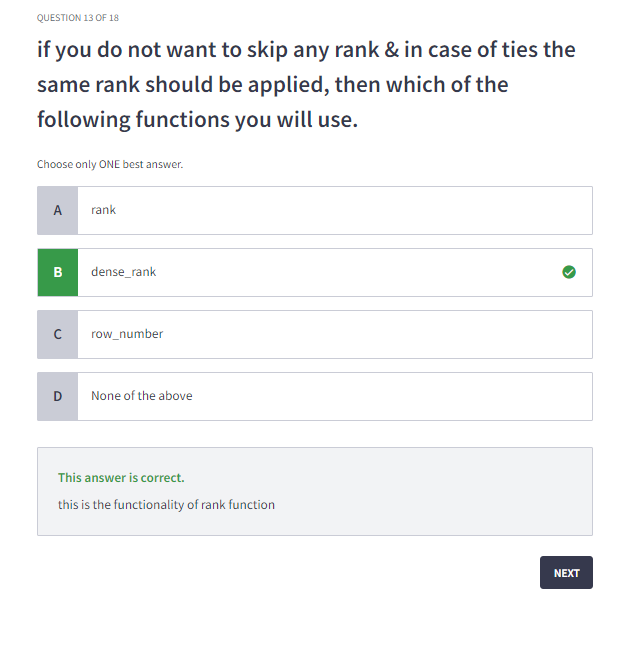 QUESTION 13 OF 18
if you do not want to skip any rank & in case of ties the
same rank should be applied, then which of the
following functions you will use.
Choose only ONE best answer.
A rank
B dense_rank
C row_number
D None of the above
This answer is correct.
this is the functionality of rank function
NEXT